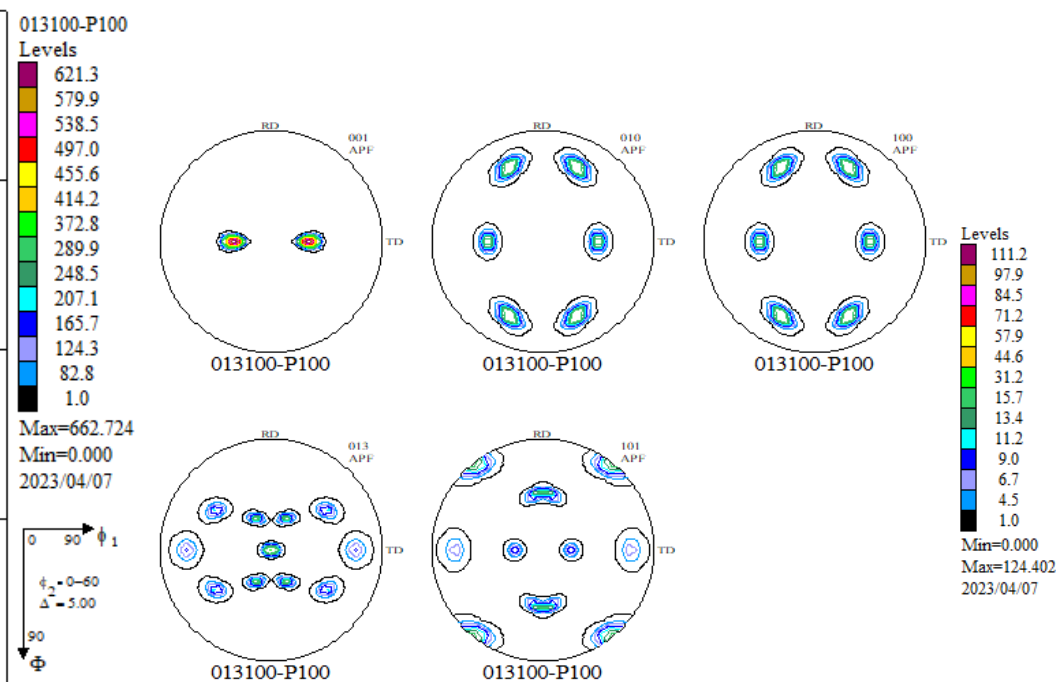 013100-P100
Levels
621.3
579.9
538.5
497.0
455.6
414.2
372.8
289.9
248.5
207.1
165.7
124.3
82.8
1.0
Max=662.724
Min=0.000
2023/04/07
0 90 ϕ1
ϕ2=0-60
Δ=5.00
90
Φ
RD
001
APF
TD
013100-P100
RD
010
APF
TD
013100-P100
RD
100
APF
TD
013100-P100
RD
013
APF
TD
013100-P100
RD
101
APF
TD
013100-P100
Levels
111.2
97.9
84.5
71.2
57.9
44.6
31.2
15.7
13.4
11.2
9.0
6.7
4.5
1.0
Min=0.000
Max=124.402
2023/04/07